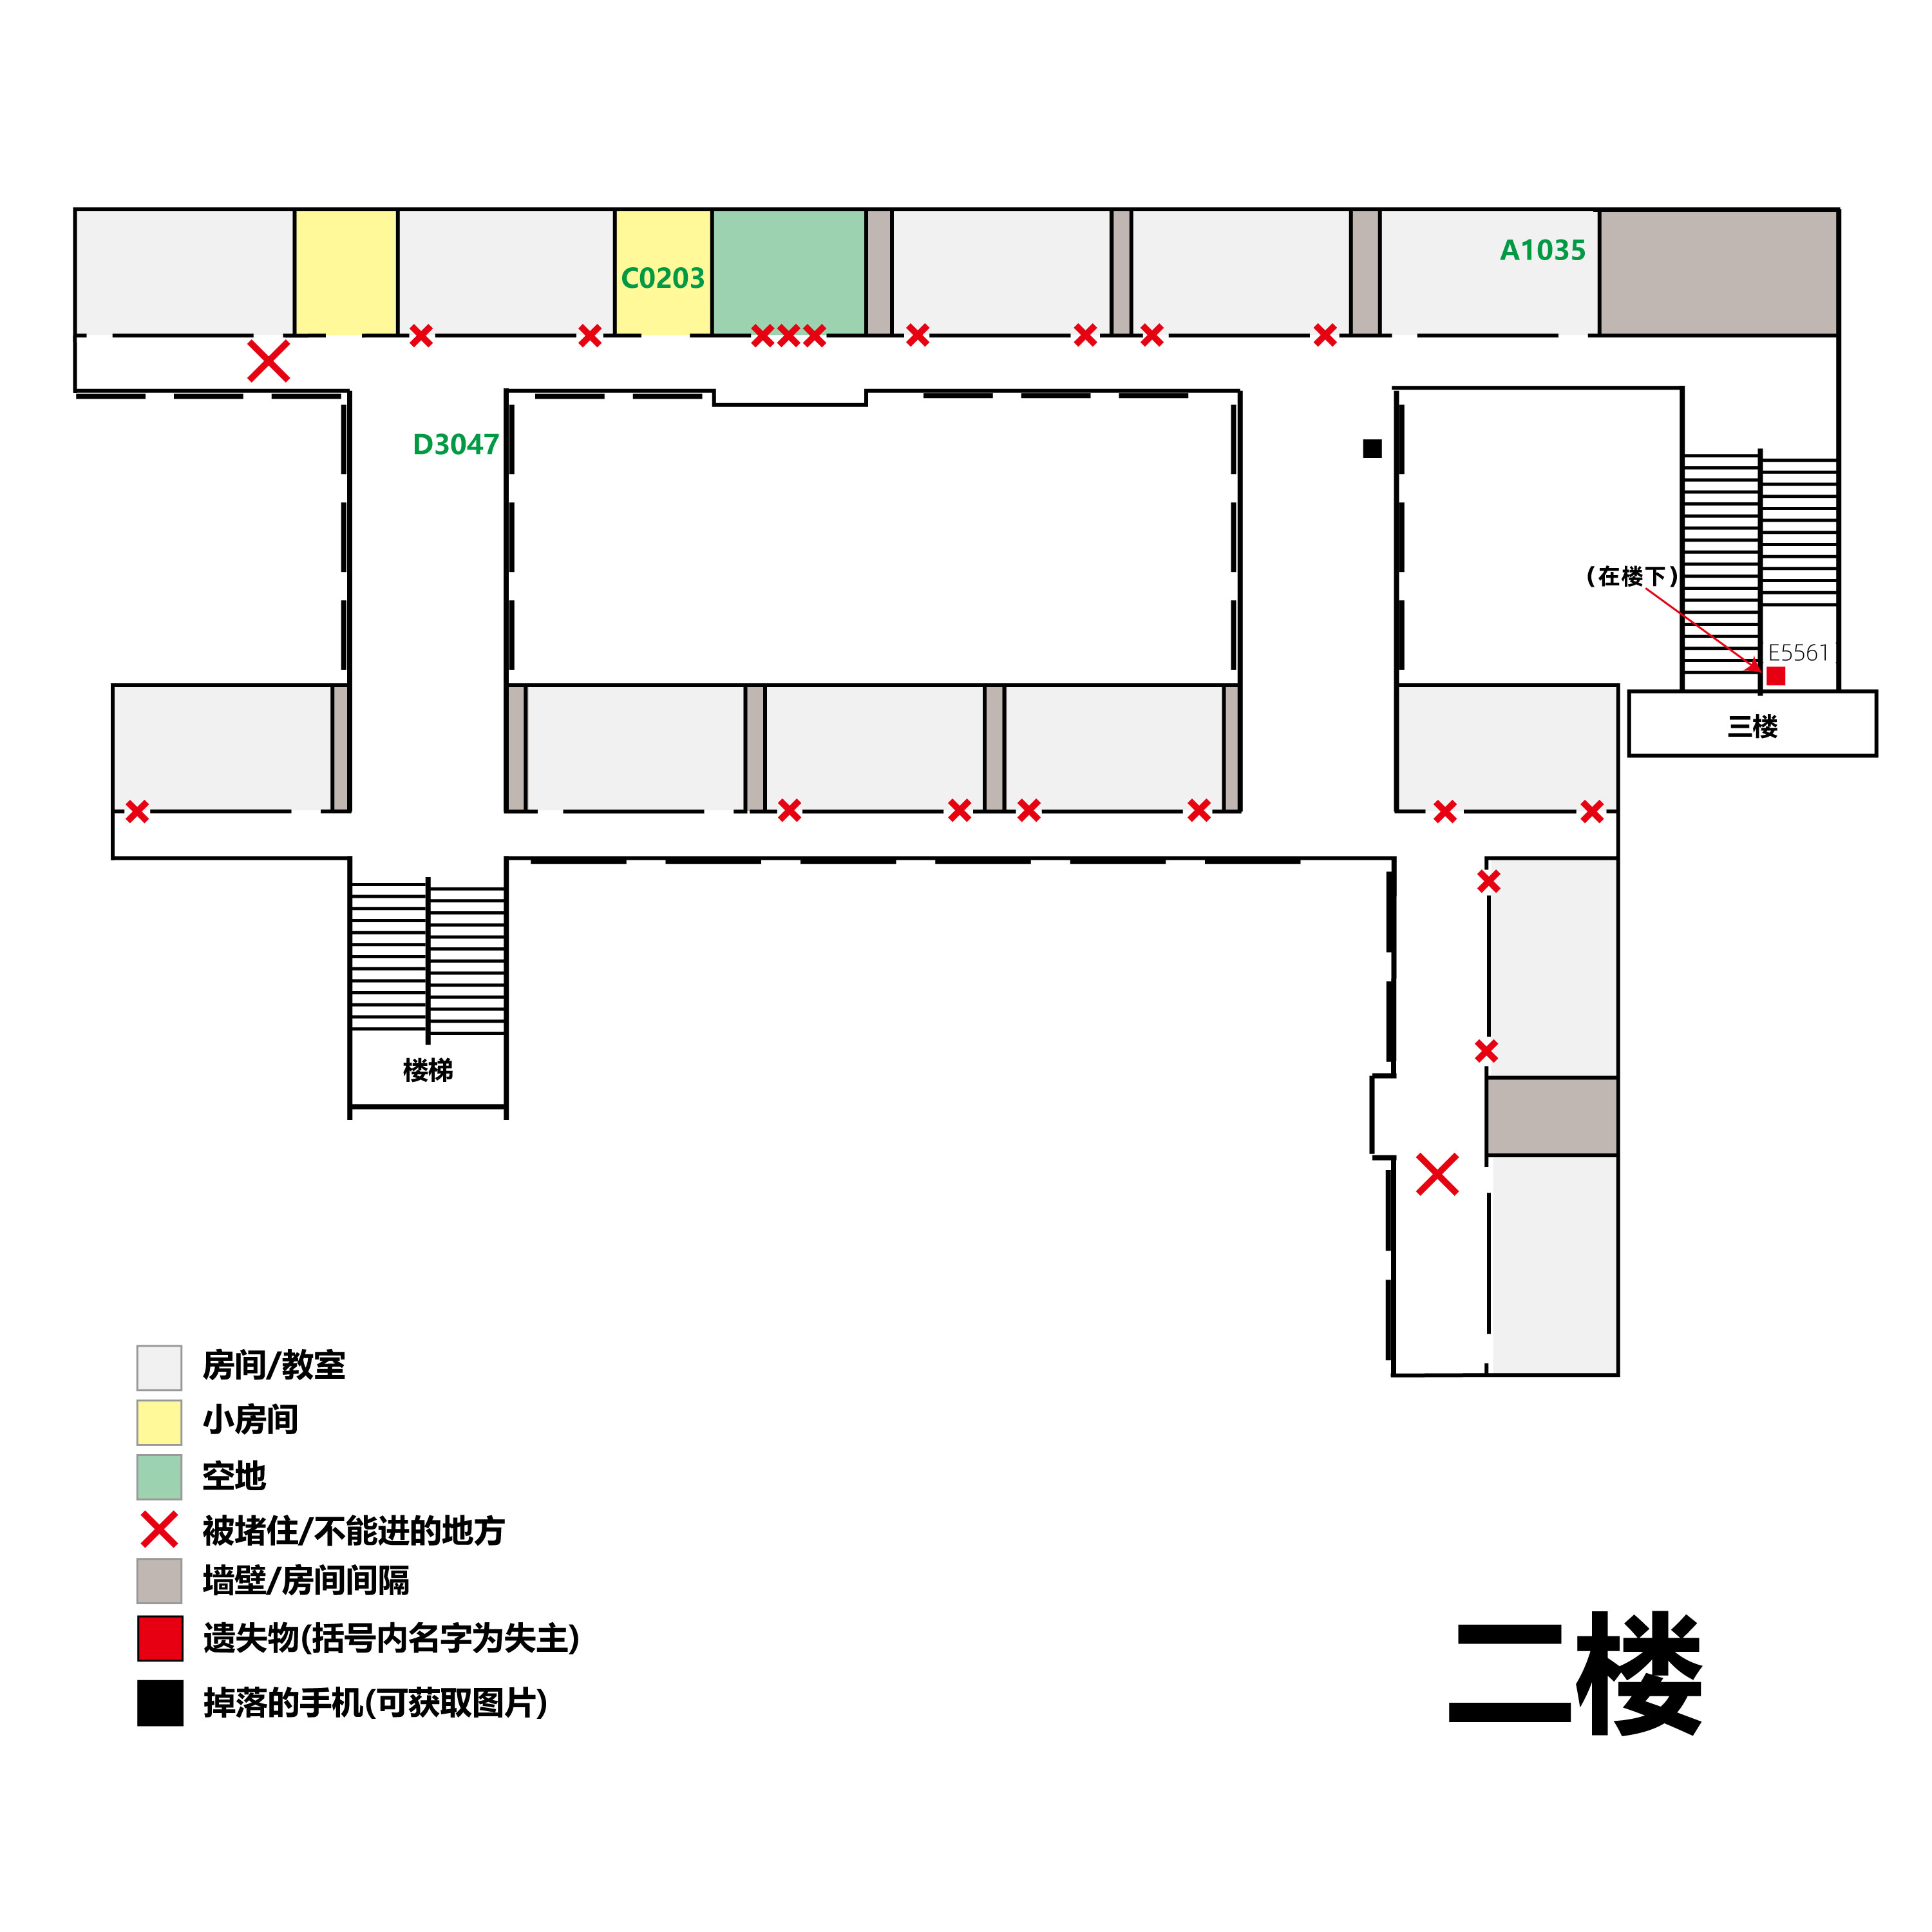 A1035
C0203
D3047
(在楼下)
E5561
三楼
楼梯
房间/教室
小房间
空地
被堵住/不能进的地方
墙壁/房间间隔
遗失物(括号内名字为失主)
掉落的手机(可获取图片)
二楼